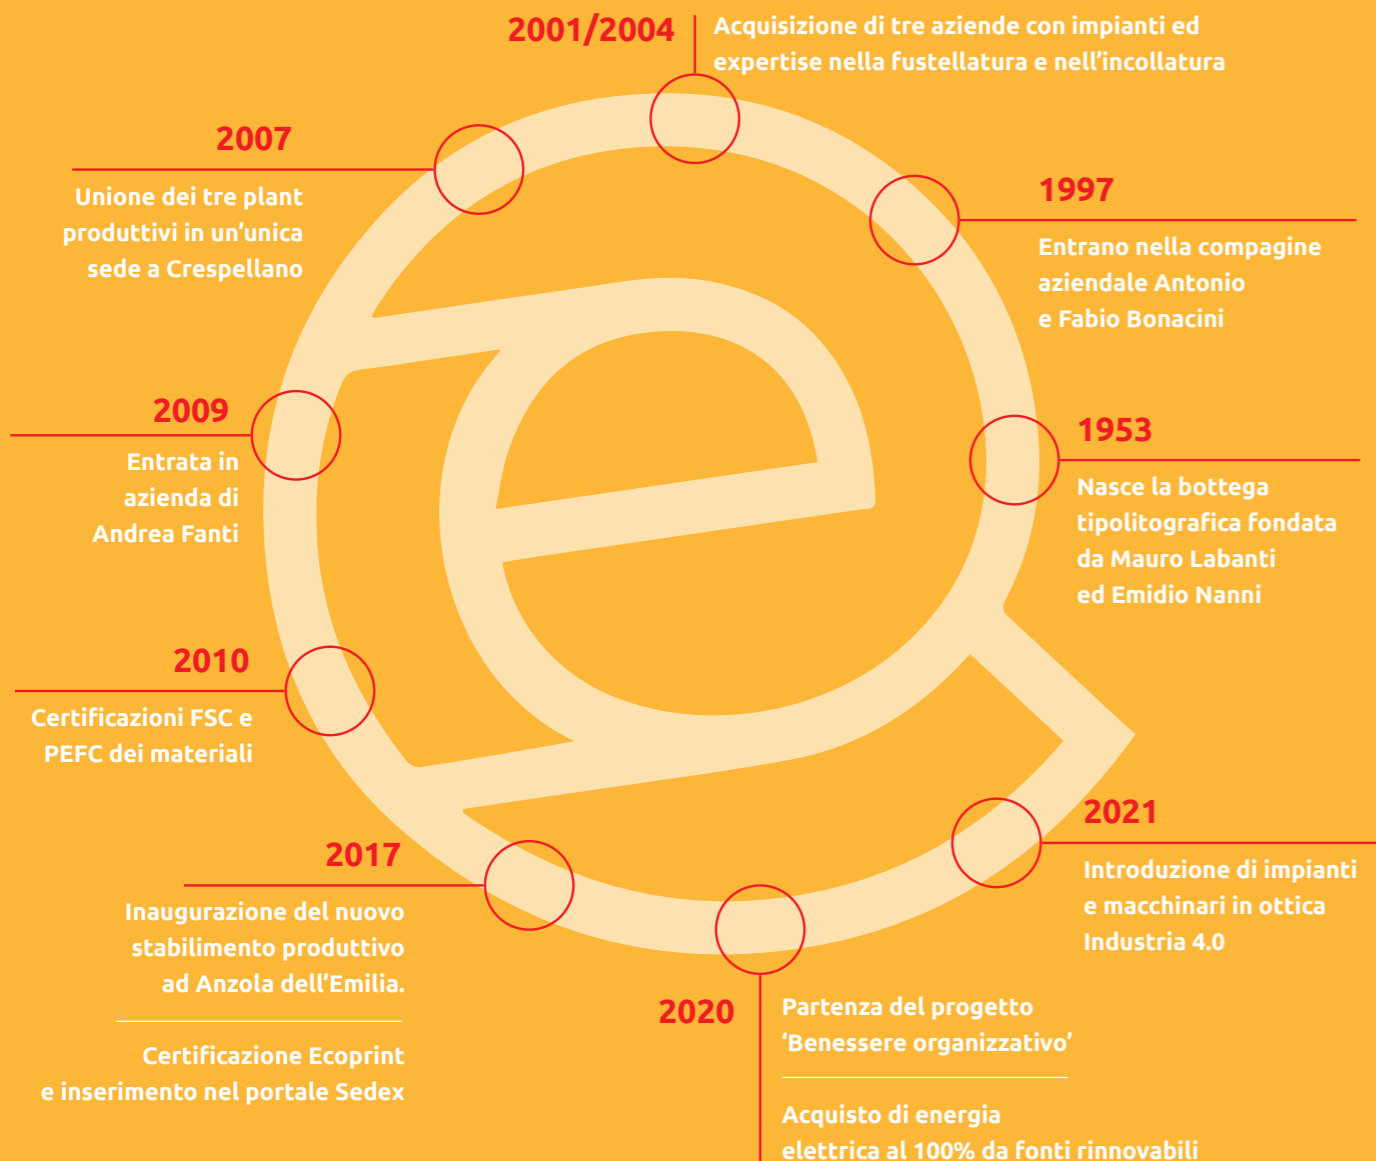 2001/2004
Acquisizione di tre aziende con impianti ed
expertise nella fustellatura e nell'incollatura
2007
Unione dei tre plant
produttivi in un'unica
sede a Crespellano
1997
Entrano nella compagine
aziendale Antonio
e Fabio Bonacini
2009
Entrata in
azienda di
Andrea Fanti
1953
Nasce la bottega
tipolitografica fondata
da Mauro Labanti
ed Emidio Nanni
2010
Certificazioni FSC e
PEFC dei materiali
2017
Inaugurazione del nuovo
stabilimento produttivo
ad Anzola dell'Emilia.
Certificazione Ecoprint
e inserimento nel portale Sedex
2021
Introduzione di impianti
e macchinari in ottica
Industria 4.0
2020
Partenza del progetto
‘Benessere organizzativo’
Acquisto di energia
elettrica al 100% da fonti rinnovabili